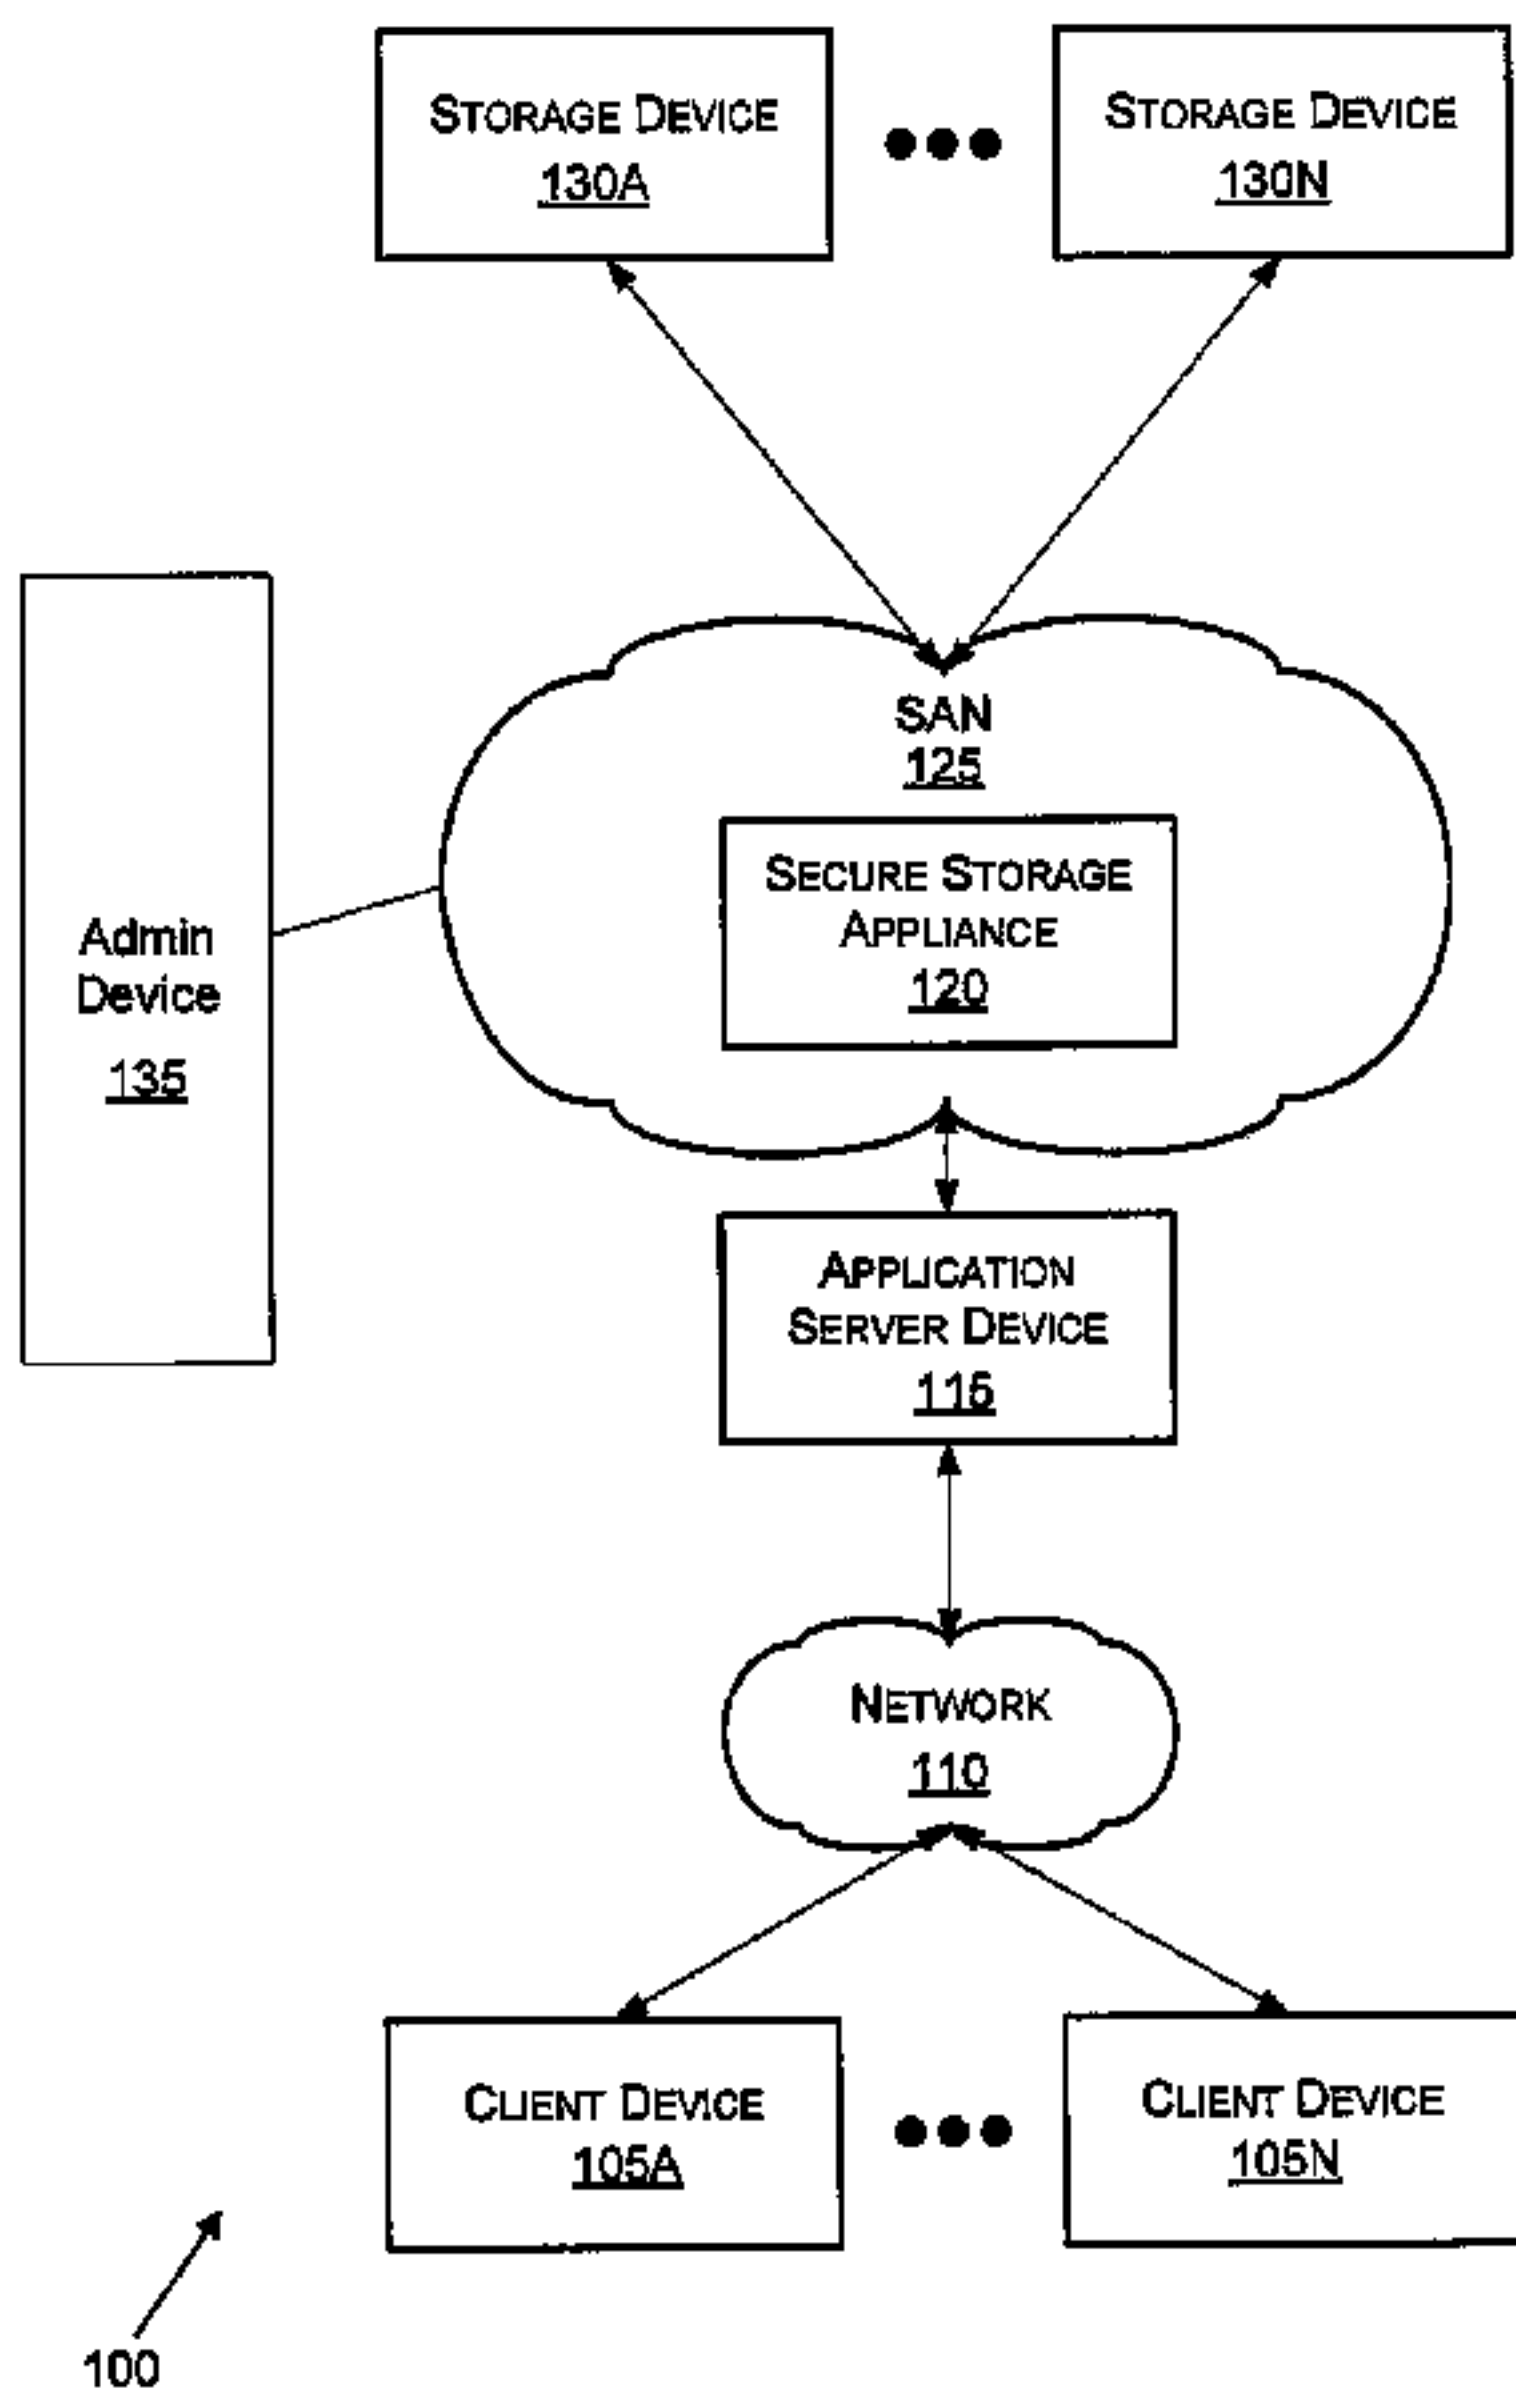 STORAGE DEVICE
130A
STORAGE DEVICE
130N
SAN
125
SECURE STORAGE
APPLIANCE
120
Admin
Device
135
APPLICATION
SERVER DEVICE
115
NETWORK
110
CLIENT DEVICE
105A
CLIENT DEVICE
105N
100